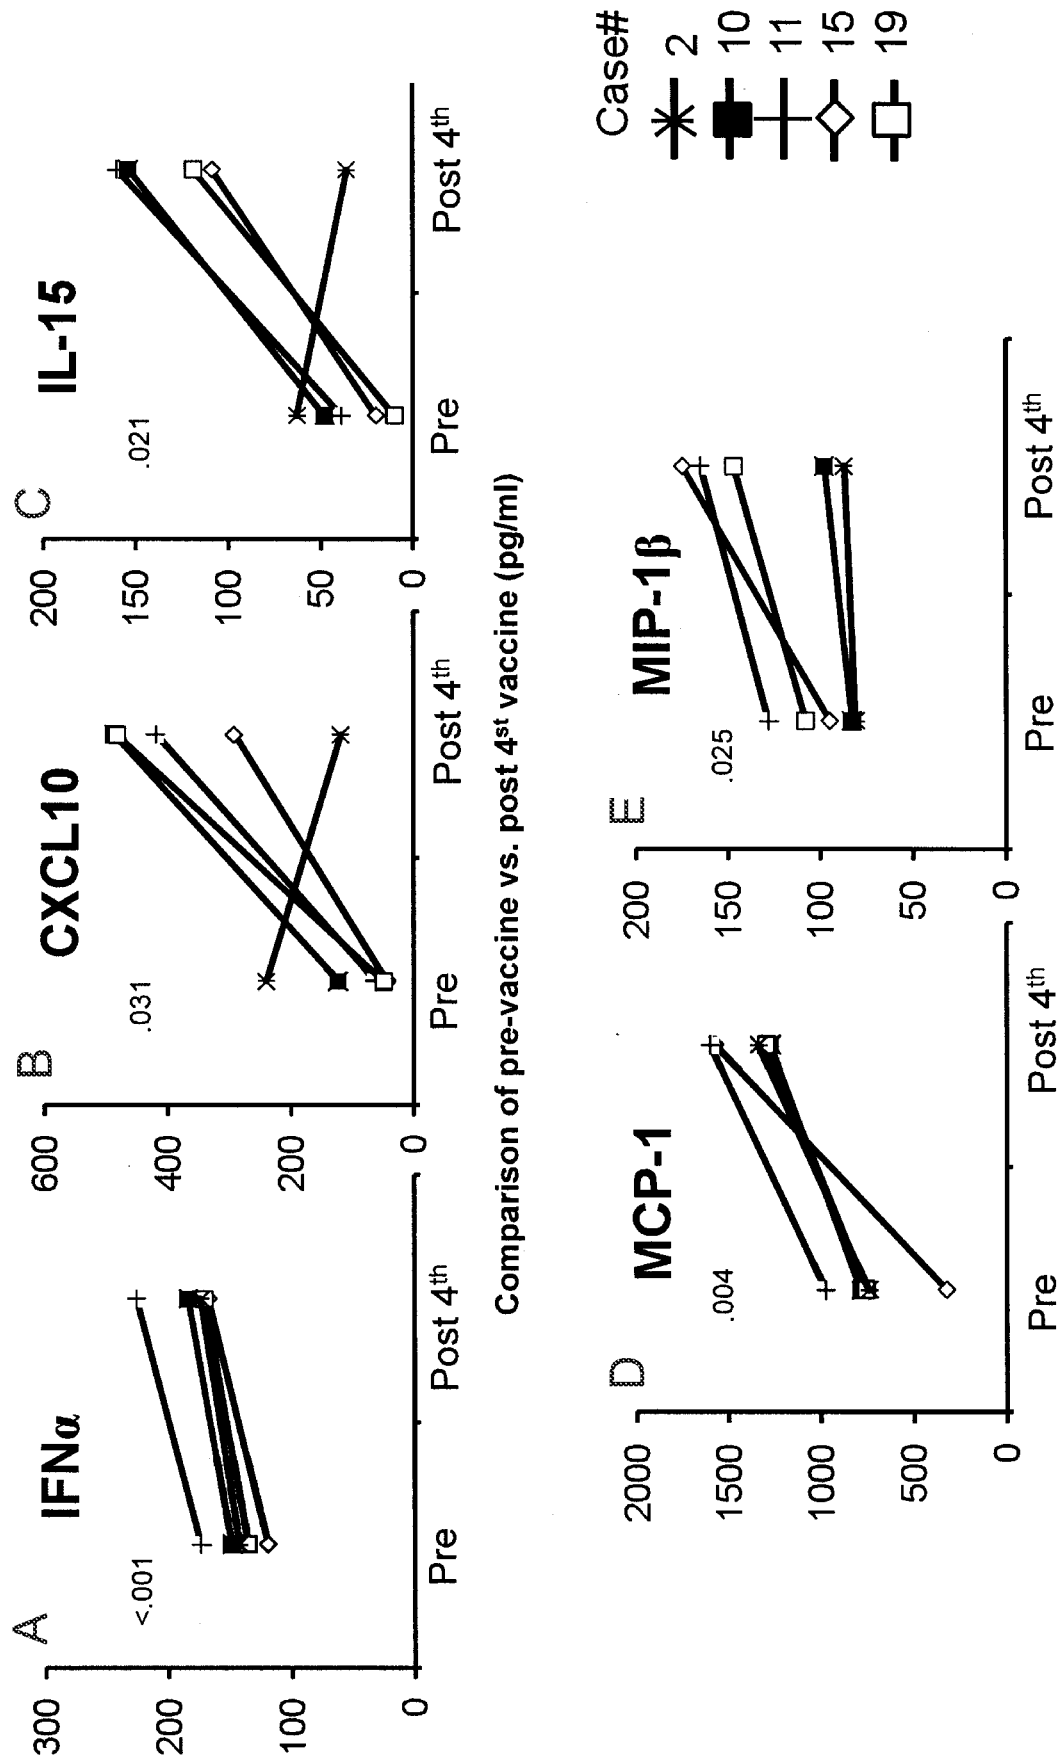 A
IFNα
<.001
300
200
100
0
Pre
Post 4th
B
CXCL10
.031
600
400
200
0
Pre
Post 4th
C
IL-15
.021
200
150
100
50
0
Pre
Post 4th
Comparison of pre-vaccine vs. post 4st vaccine (pg/ml)
D
MCP-1
.004
2000
1500
1000
500
0
Pre
Post 4th
E
MIP-1β
.025
200
150
100
50
0
Pre
Post 4th
Case#
2
10
11
15
19